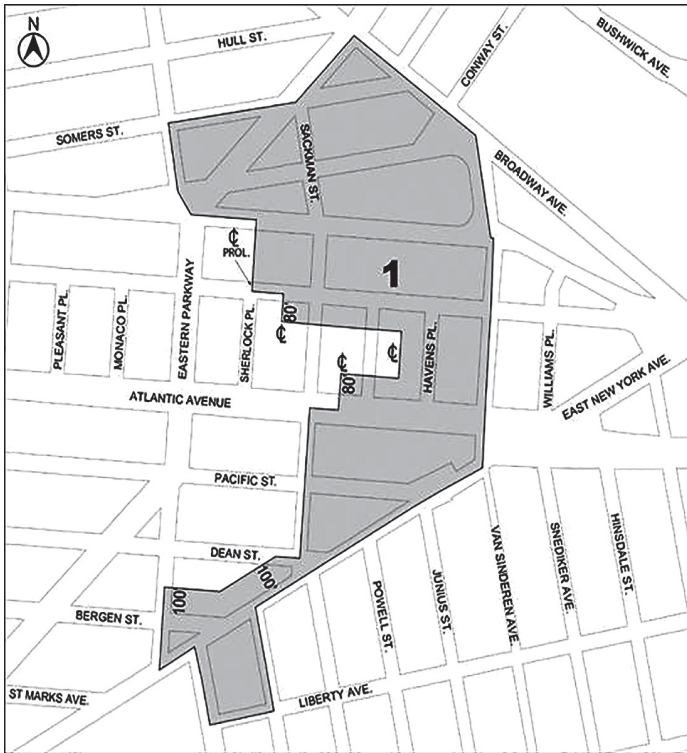 N
HULL ST.
CONWAY ST.
BUSHWICK AVE.
SOMERS ST.
SACKMAN ST.
BROADWAY AVE.
℄
PROL.
1
PLEASANT PL.
MONACO PL.
EASTERN PARKWAY
SHERLOCK PL.
80'
℄
℄
℄
80'
HAVENS PL.
WILLIAMS PL.
EAST NEW YORK AVE.
ATLANTIC AVENUE
PACIFIC ST.
DEAN ST.
100'
100'
BERGEN ST.
POWELL ST.
JUNIUS ST.
VAN SINDEREN AVE.
SNEDIKER AVE.
HINSDALE ST.
ST MARKS AVE.
LIBERTY AVE.